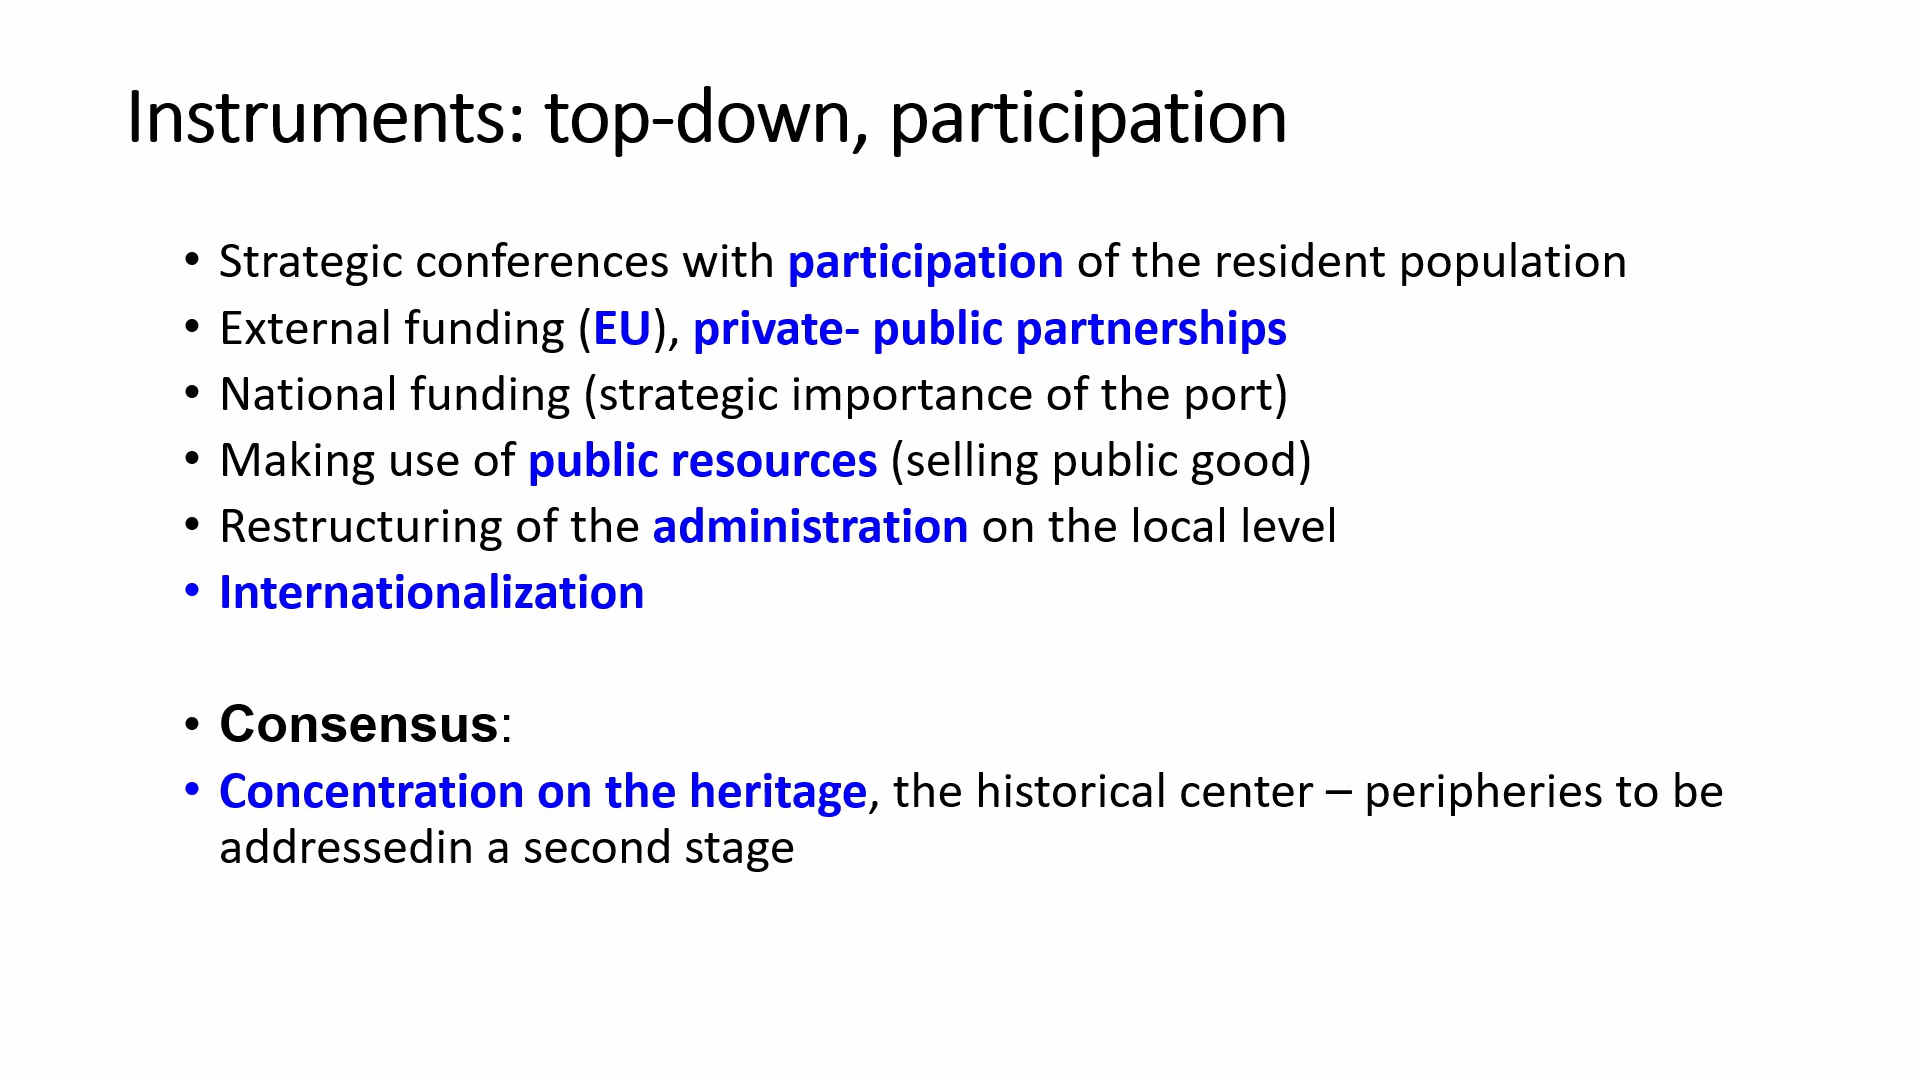 Instruments: top-down, participation
• Strategic conferences with participation of the resident population
• External funding (EU), private- public partnerships
• National funding (strategic importance of the port)
• Making use of public resources (selling public good)
• Restructuring of the administration on the local level
• Internationalization
• Consensus:
• Concentration on the heritage, the historical center – peripheries to be
addressedin a second stage